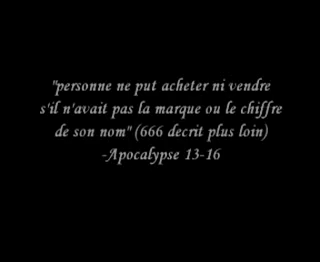 "personne ne put acheter ni vendre
s'il n'avait pas la marque ou le chiffre
de son nom" (666 decrit plus loin)
-Apocalypse 13-16